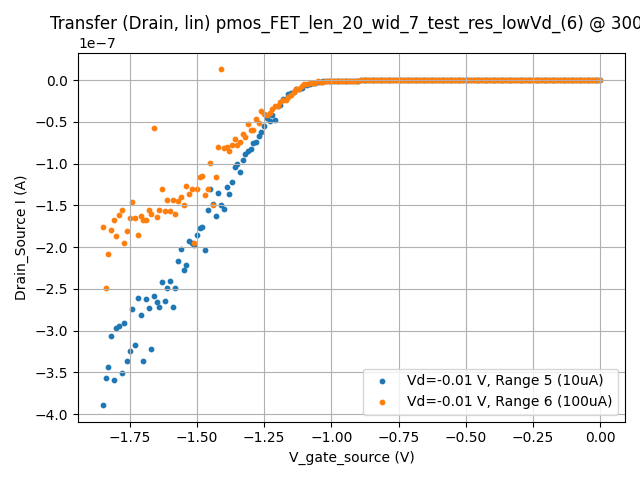 Transfer (Drain, lin) pmos_FET_len_20_wid_7_test_res_lowVd_(6) @ 300
1e−7
0.0
−0.5
−1.0
−1.5
−2.0
−2.5
−3.0
−3.5
−4.0
Drain_Source I (A)
Vd=-0.01 V, Range 5 (10uA)
Vd=-0.01 V, Range 6 (100uA)
−1.75 −1.50 −1.25 −1.00 −0.75 −0.50 −0.25 0.00
V_gate_source (V)